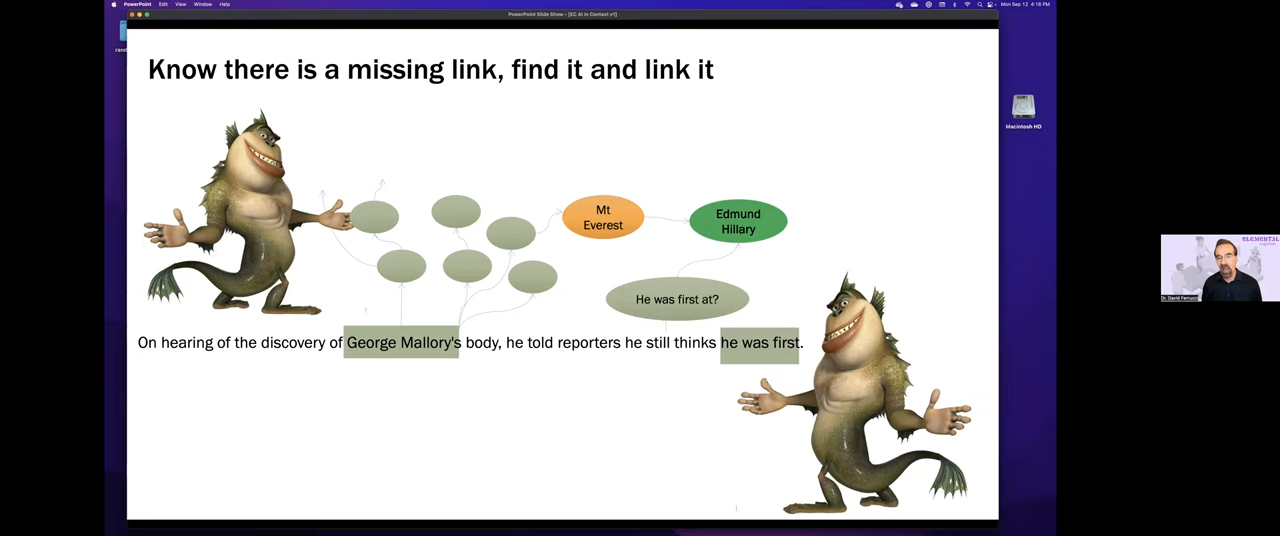 PowerPoint Edit View Window Help
Mon Sep 12 4:16 PM
PowerPoint Slide Show - [EC AI in Context v1]
Know there is a missing link, find it and link it
Macintosh HD
Mt
Everest
Edmund
Hillary
He was first at?
On hearing of the discovery of George Mallory's body, he told reporters he still thinks he was first.
ELEMENTAL
Dr. David Ferrucci